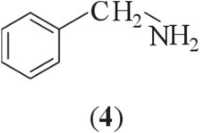 CH₂
NH₂
(4)